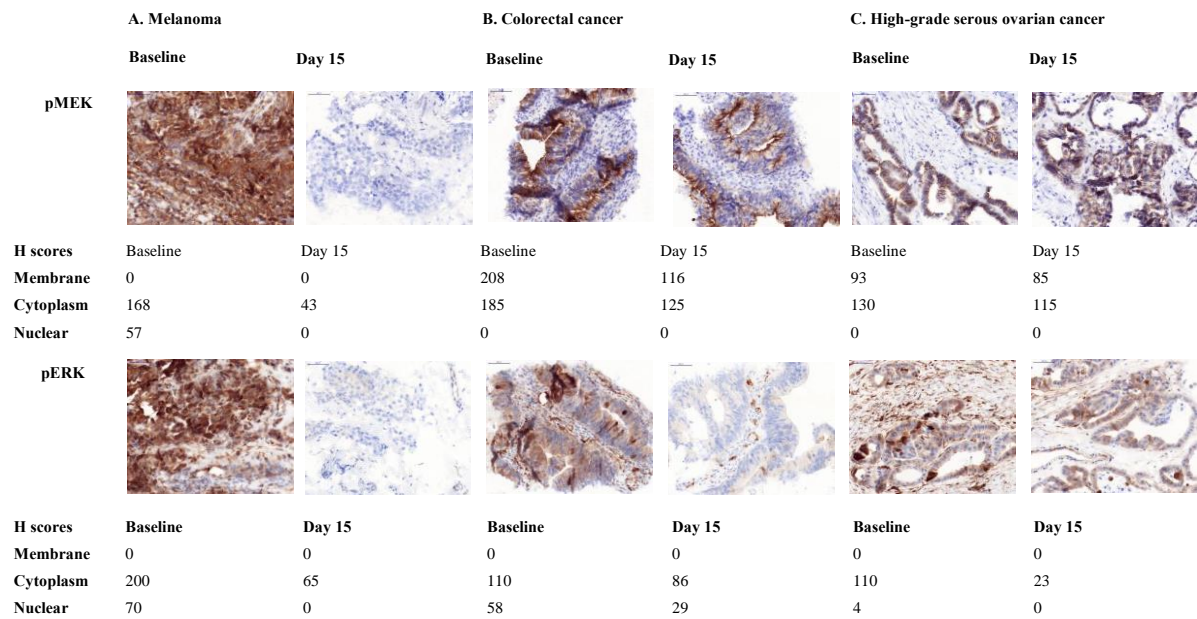 A. Melanoma B. Colorectal cancer C. High-grade serous ovarian cancer
Baseline Day 15 Baseline Day 15 Baseline Day 15
pMEK
H scores Baseline Day 15 Baseline Day 15 Baseline Day 15
Membrane 0 0 208 116 93 85
Cytoplasm 168 43 185 125 130 115
Nuclear 57 0 0 0 0 0
pERK
H scores Baseline Day 15 Baseline Day 15 Baseline Day 15
Membrane 0 0 0 0 0 0
Cytoplasm 200 65 110 86 110 23
Nuclear 70 0 58 29 4 0